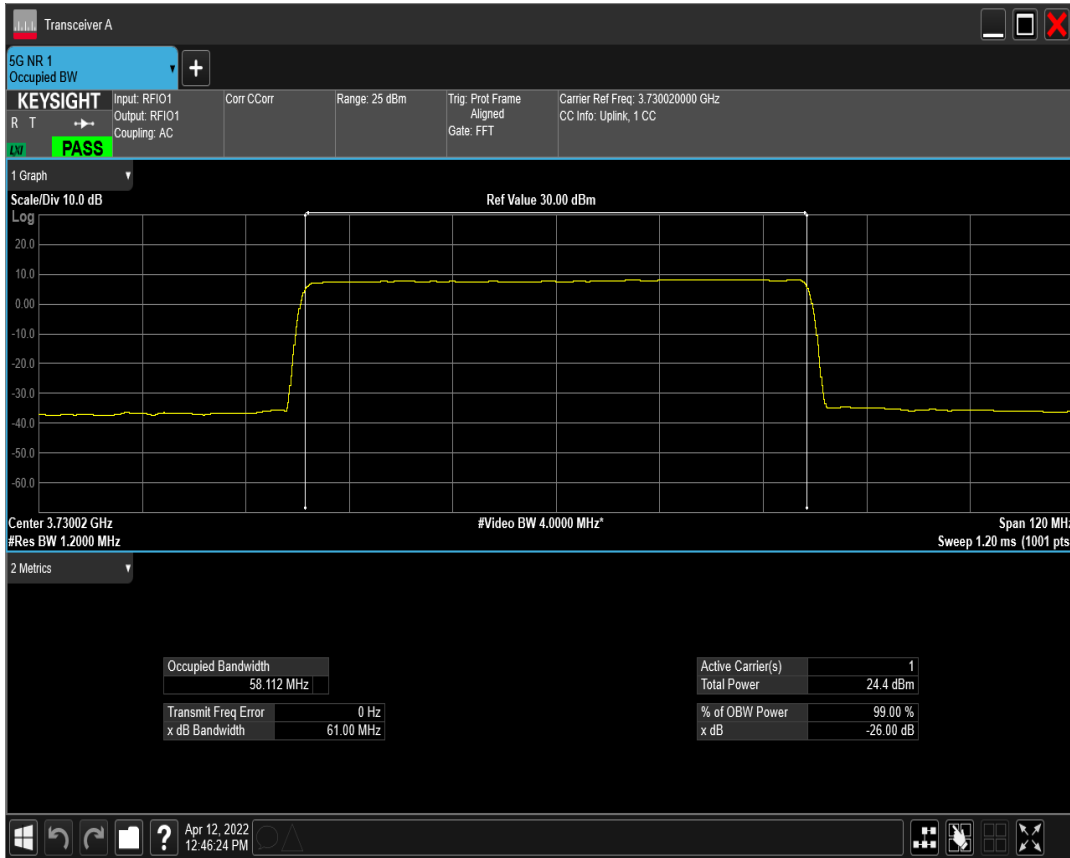 Transceiver A
5G NR 1
Occupied BW
KEYSIGHT
R T
LXI
PASS
Input: RFIO1
Output: RFIO1
Coupling: AC
Corr CCorr
Range: 25 dBm
Trig: Prot Frame
Aligned
Gate: FFT
Carrier Ref Freq: 3.730020000 GHz
CC Info: Uplink, 1 CC
1 Graph
Scale/Div 10.0 dB
Ref Value 30.00 dBm
Log
20.0
10.0
0.00
-10.0
-20.0
-30.0
-40.0
-50.0
-60.0
Center 3.73002 GHz
#Video BW 4.0000 MHz*
Span 120 MHz
#Res BW 1.2000 MHz
Sweep 1.20 ms (1001 pts
2 Metrics
Occupied Bandwidth
58.112 MHz
Transmit Freq Error 0 Hz
x dB Bandwidth 61.00 MHz
Active Carrier(s) 1
Total Power 24.4 dBm
% of OBW Power 99.00 %
x dB -26.00 dB
?
Apr 12, 2022
12:46:24 PM